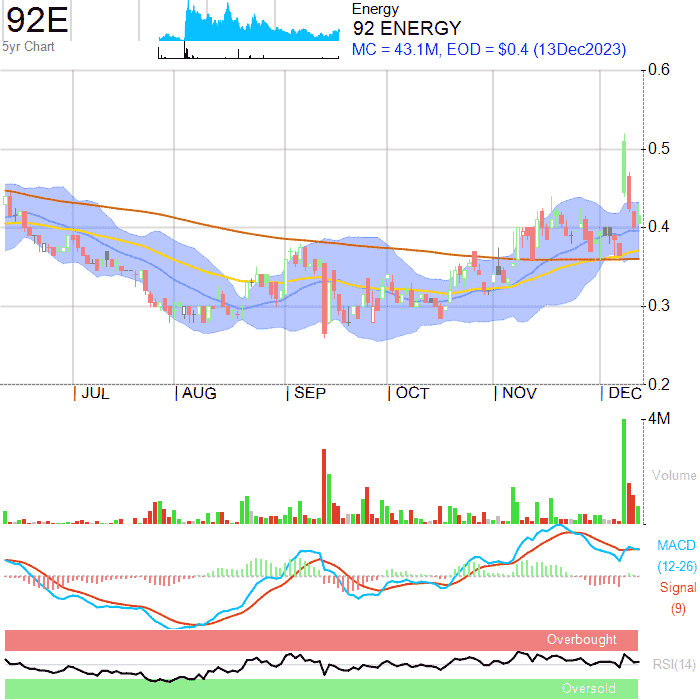 92E
5yr Chart
Energy
92 ENERGY
MC = 43.1M, EOD = $0.4 (13Dec2023)
0.6
0.5
0.4
0.3
0.2
JUL AUG SEP OCT NOV DEC
4M
Volume
MACD
(12-26)
Signal
(9)
Overbought
RSI(14)
Oversold